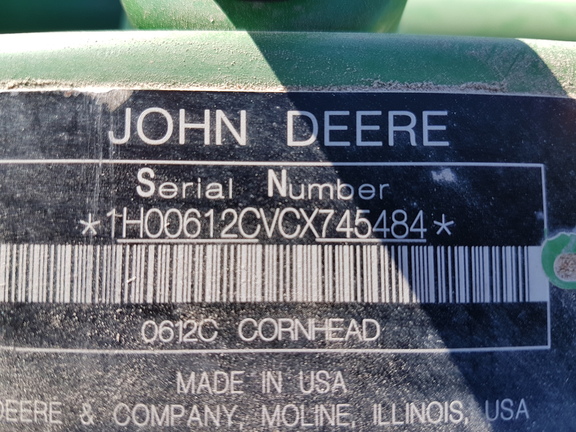 JOHN DEERE
Serial Number
*1H00612CVCX745484*
0612C CORNHEAD
MADE IN USA
DEERE & COMPANY, MOLINE, ILLINOIS, USA